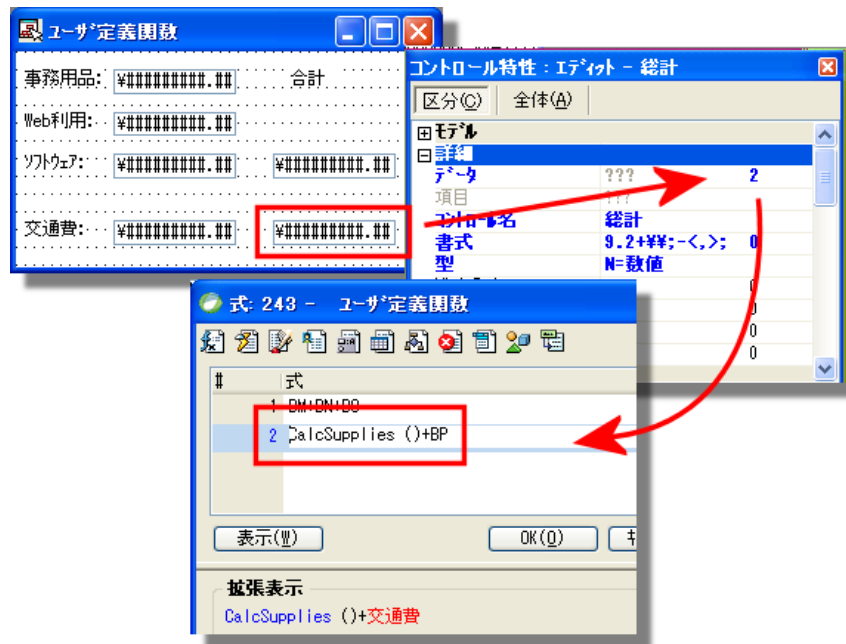 ユーザ定義関数
事務用品: ¥#########.## 合計
Web利用: ¥#########.##
ソフトウェア: ¥#########.## ¥#########.##
交通費: ¥#########.## ¥#########.##
コントロール特性:エディット - 総計
区分(C) 全体(A)
モデル
詳細
データ ??? 2
項目 ???
コントロール名 総計
書式 9.2+¥¥;-<,>; 0
型 N=数値
0
0
0
0
式: 243 - ユーザ定義関数
# 式
1 BM+BN+BO
2 CalcSupplies ()+BP
表示(W) OK(O) キ
拡張表示
CalcSupplies ()+交通費